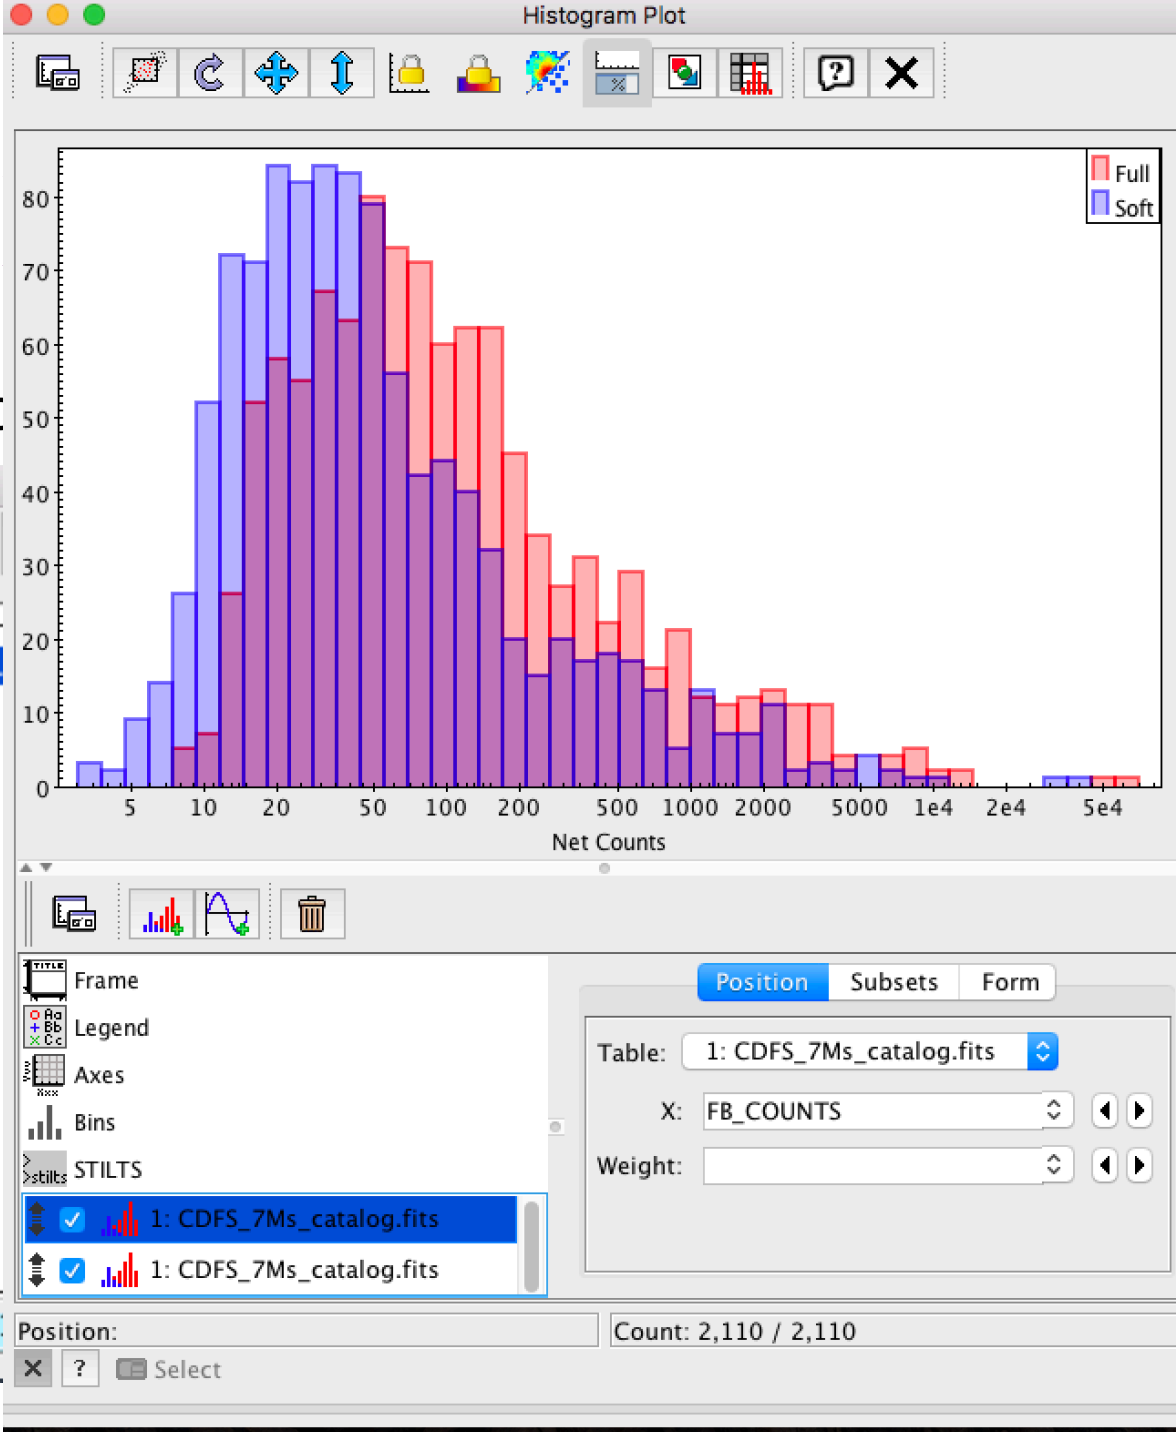 Histogram Plot
Full
Soft
80
70
60
50
40
30
20
10
0
5 10 20 50 100 200 500 1000 2000 5000 1e4 2e4 5e4
Net Counts
Frame
Legend
Axes
Bins
STILTS
1: CDFS_7Ms_catalog.fits
1: CDFS_7Ms_catalog.fits
Position Subsets Form
Table: 1: CDFS_7Ms_catalog.fits
X: FB_COUNTS
Weight:
Position:
Count: 2,110 / 2,110
Select